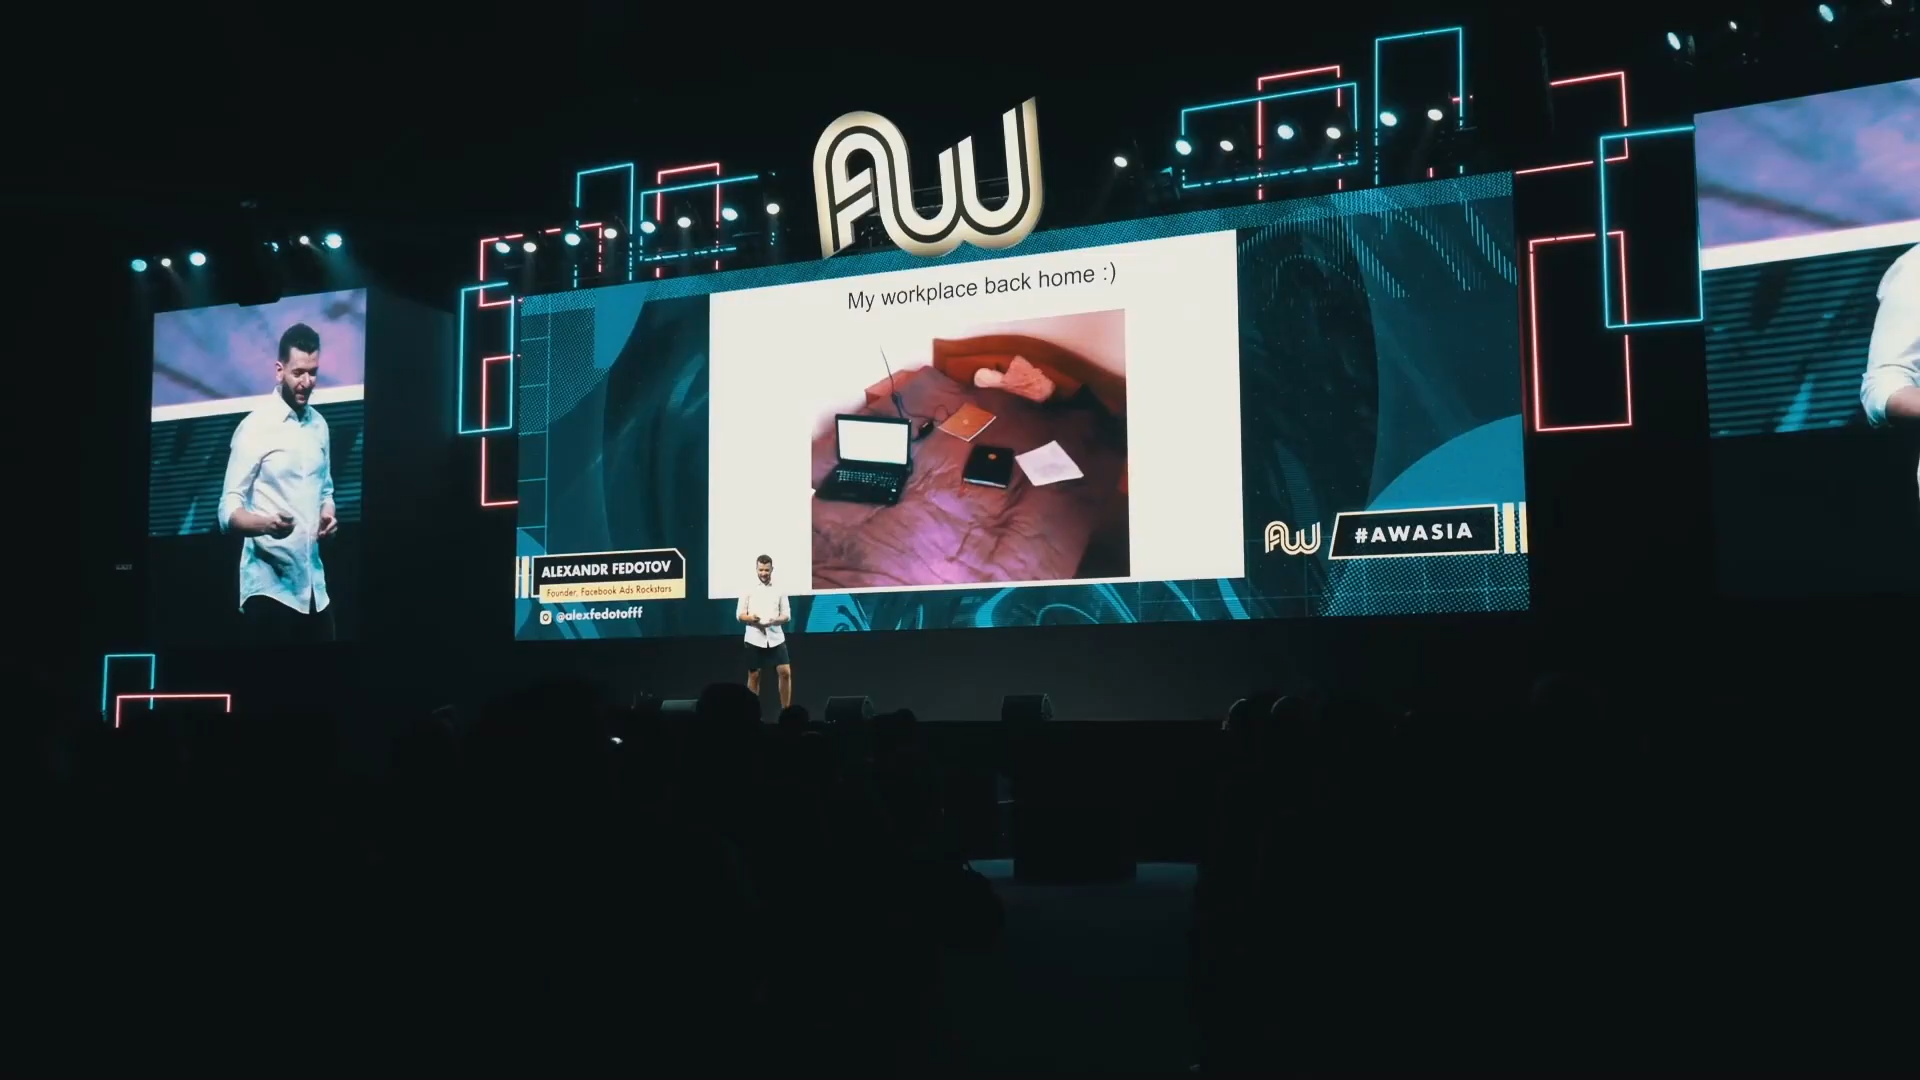 AW
My workplace back home :)
ALEXANDR FEDOTOV
Founder, Facebook Ads Rockstars
@alexfedotofff
AW
#AWASIA